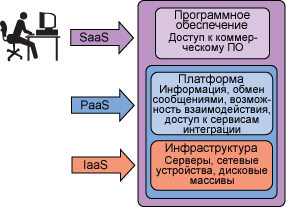 SaaS
Программное
обеспечение
Доступ к коммер-
ческому ПО
PaaS
Платформа
Информация, обмен
сообщениями, возмож-
ность взаимодействия,
доступ к сервисам
интеграции
IaaS
Инфраструктура
Серверы, сетевые
устройства, дисковые
массивы